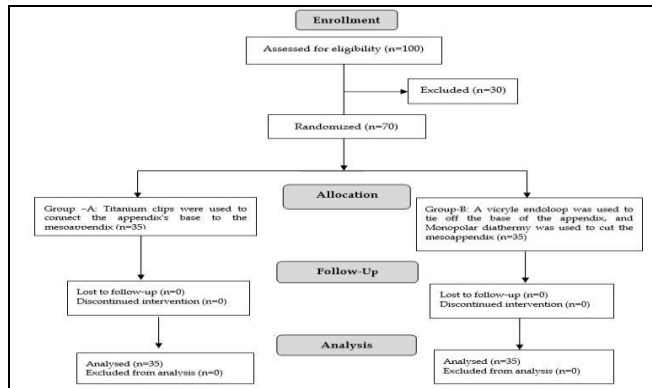 Enrollment
Assessed for eligibility (n=100)
Excluded (n=30)
Randomized (n=70)
Allocation
Group –A: Titanium clips were used to
connect the appendix's base to the
mesoappendix (n=35)
Group-B: A vicryle endoloop was used to
tie off the base of the appendix, and
Monopolar diathermy was used to cut the
mesoappendix (n=35)
Follow-Up
Lost to follow-up (n=0)
Discontinued intervention (n=0)
Lost to follow-up (n=0)
Discontinued intervention (n=0)
Analysis
Analysed (n=35)
Excluded from analysis (n=0)
Analysed (n=35)
Excluded from analysis (n=0)